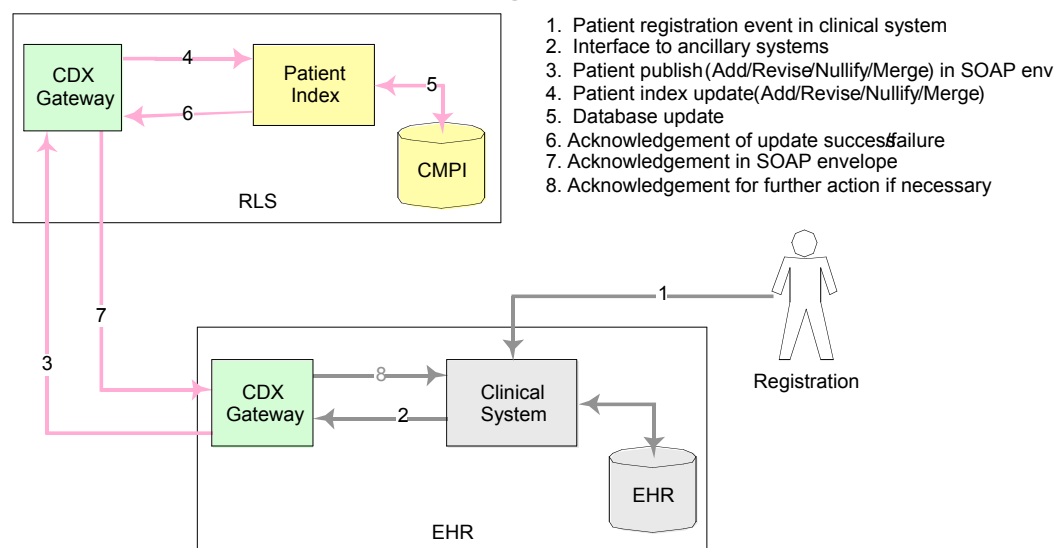 1. Patient registration event in clinical system
2. Interface to ancillary systems
3. Patient publish (Add/Revise/Nullify/Merge) in SOAP env
4. Patient index update(Add/Revise/Nullify/Merge)
5. Database update
6. Acknowledgement of update success/failure
7. Acknowledgement in SOAP envelope
8. Acknowledgement for further action if necessary
CDX
Gateway
4
6
Patient
Index
5
CMPI
RLS
7
3
1
Registration
CDX
Gateway
8
2
Clinical
System
EHR
EHR